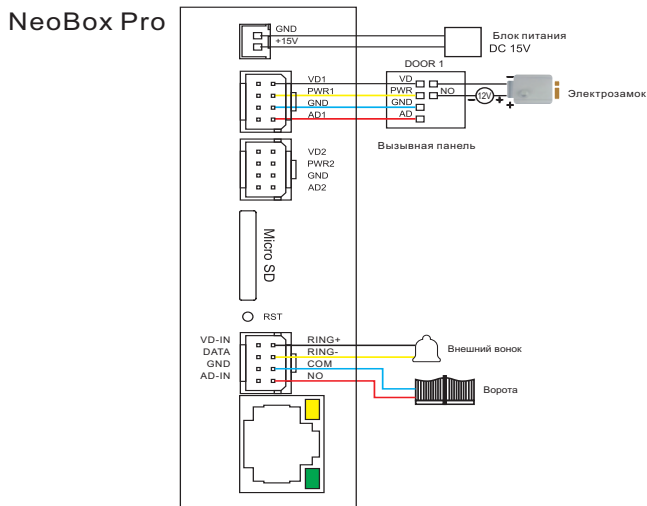 NeoBox Pro
GND
+15V
Блок питания
DC 15V
DOOR 1
VD1
PWR1
GND
AD1
VD
PWR
GND
AD
NO
12V
Электрозамок
Вызывная панель
VD2
PWR2
GND
AD2
Micro SD
RST
VD-IN
DATA
GND
AD-IN
RING+
RING-
COM
NO
Внешний вонок
Ворота